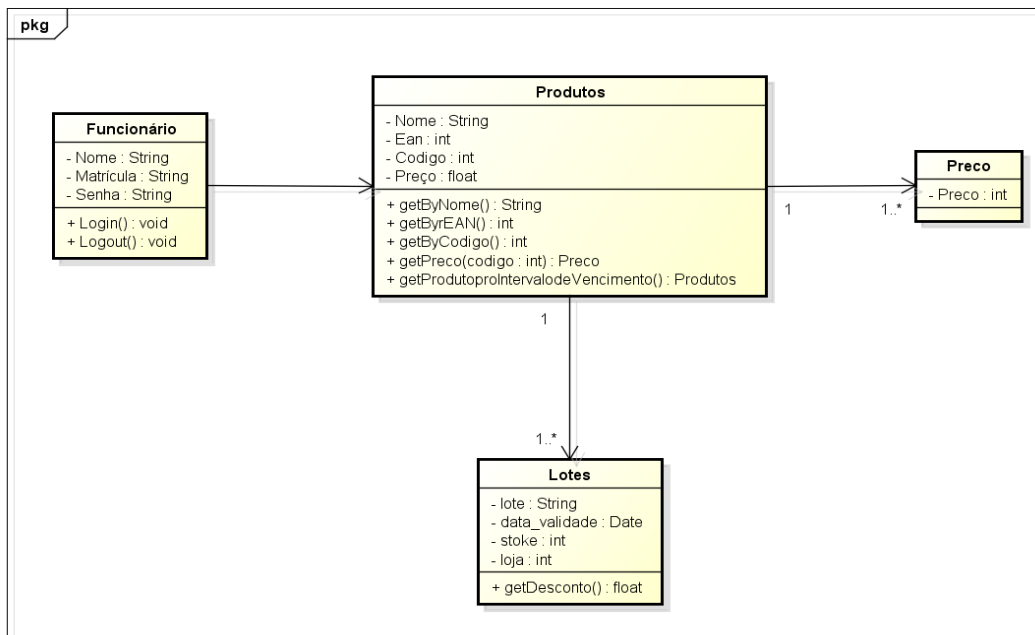 pkg
Funcionário
- Nome : String
- Matrícula : String
- Senha : String
+ Login() : void
+ Logout() : void
Produtos
- Nome : String
- Ean : int
- Codigo : int
- Preço : float
+ getByNome() : String
+ getByrEAN() : int
+ getByCodigo() : int
+ getPreco(codigo : int) : Preco
+ getProdutoproIntervalodeVencimento() : Produtos
1
1..*
Preco
- Preco : int
1
1..*
Lotes
- lote : String
- data_validade : Date
- stoke : int
- loja : int
+ getDesconto() : float